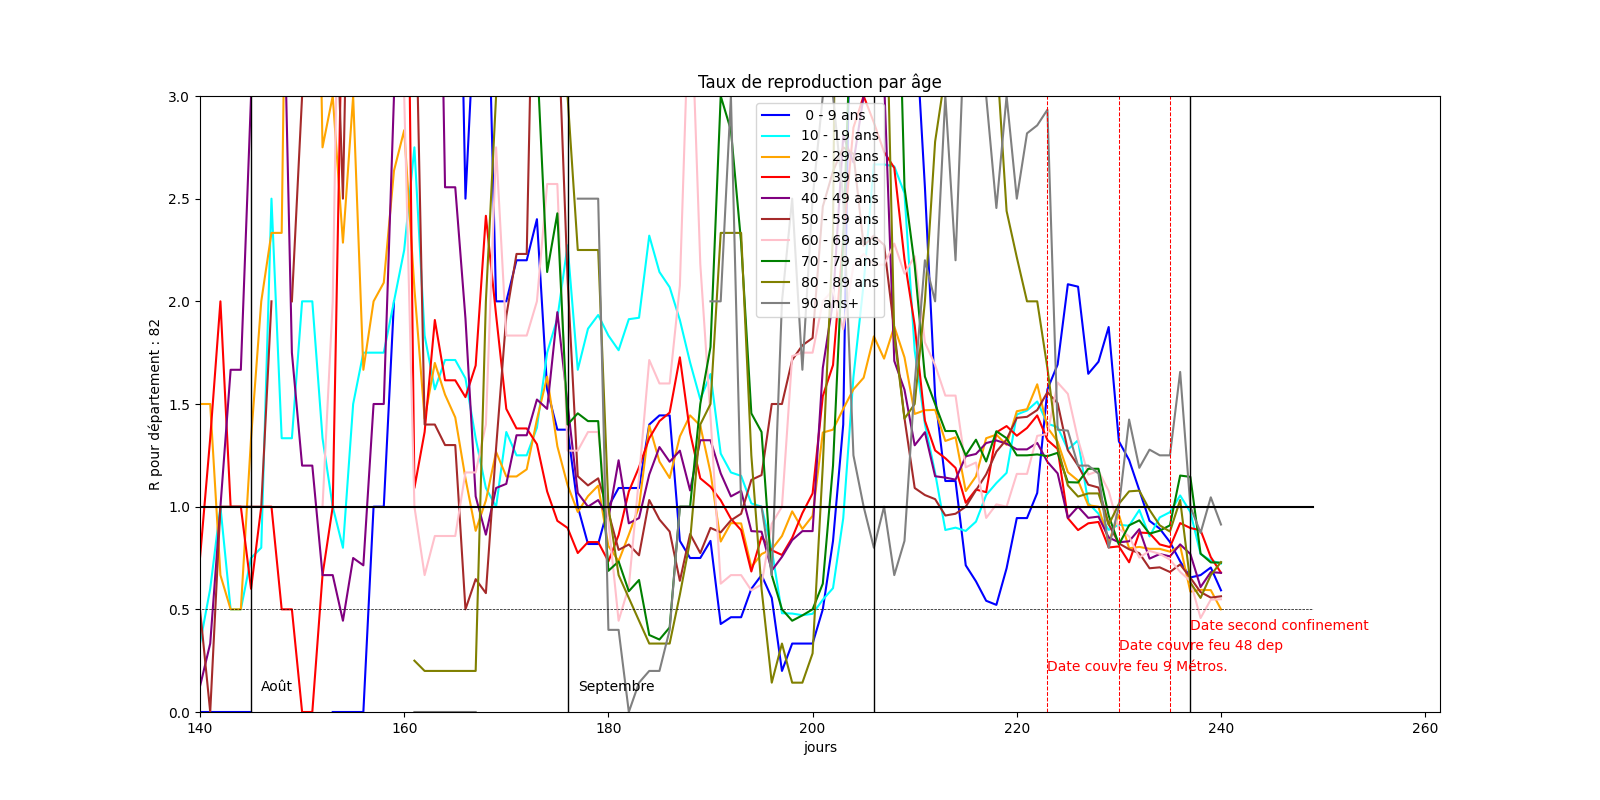 Taux de reproduction par âge
R pour département : 82
3.0
2.5
2.0
1.5
1.0
0.5
0.0
0 - 9 ans
10 - 19 ans
20 - 29 ans
30 - 39 ans
40 - 49 ans
50 - 59 ans
60 - 69 ans
70 - 79 ans
80 - 89 ans
90 ans+
Date second confinement
Date couvre feu 48 dep
Date couvre feu 9 Métros.
Août
Septembre
140
160
180
200
220
240
260
jours